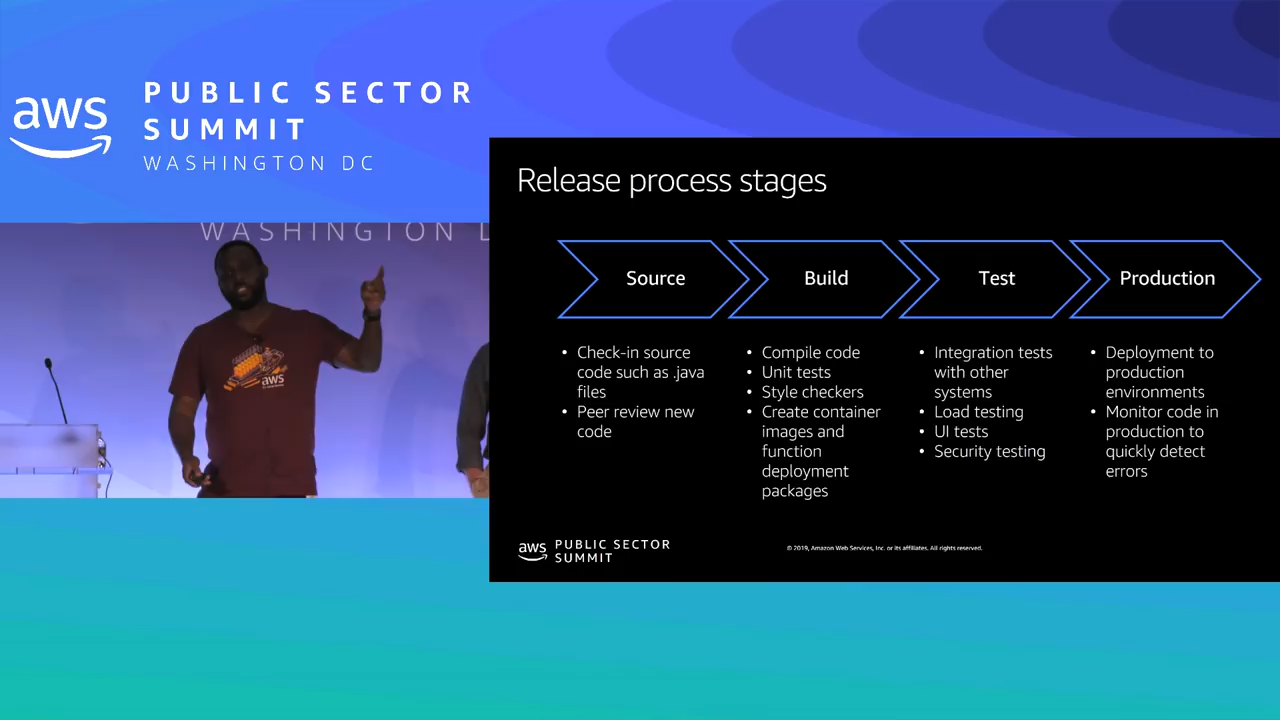 aws
PUBLIC SECTOR
SUMMIT
WASHINGTON DC
WASHINGTON D
aws
Release process stages
Source
Build
Test
Production
• Check-in source
code such as .java
files
• Peer review new
code
• Compile code
• Unit tests
• Style checkers
• Create container
images and
function
deployment
packages
• Integration tests
with other
systems
• Load testing
• UI tests
• Security testing
• Deployment to
production
environments
• Monitor code in
production to
quickly detect
errors
aws
PUBLIC SECTOR
SUMMIT
© 2019, Amazon Web Services, Inc. or its affiliates. All rights reserved.